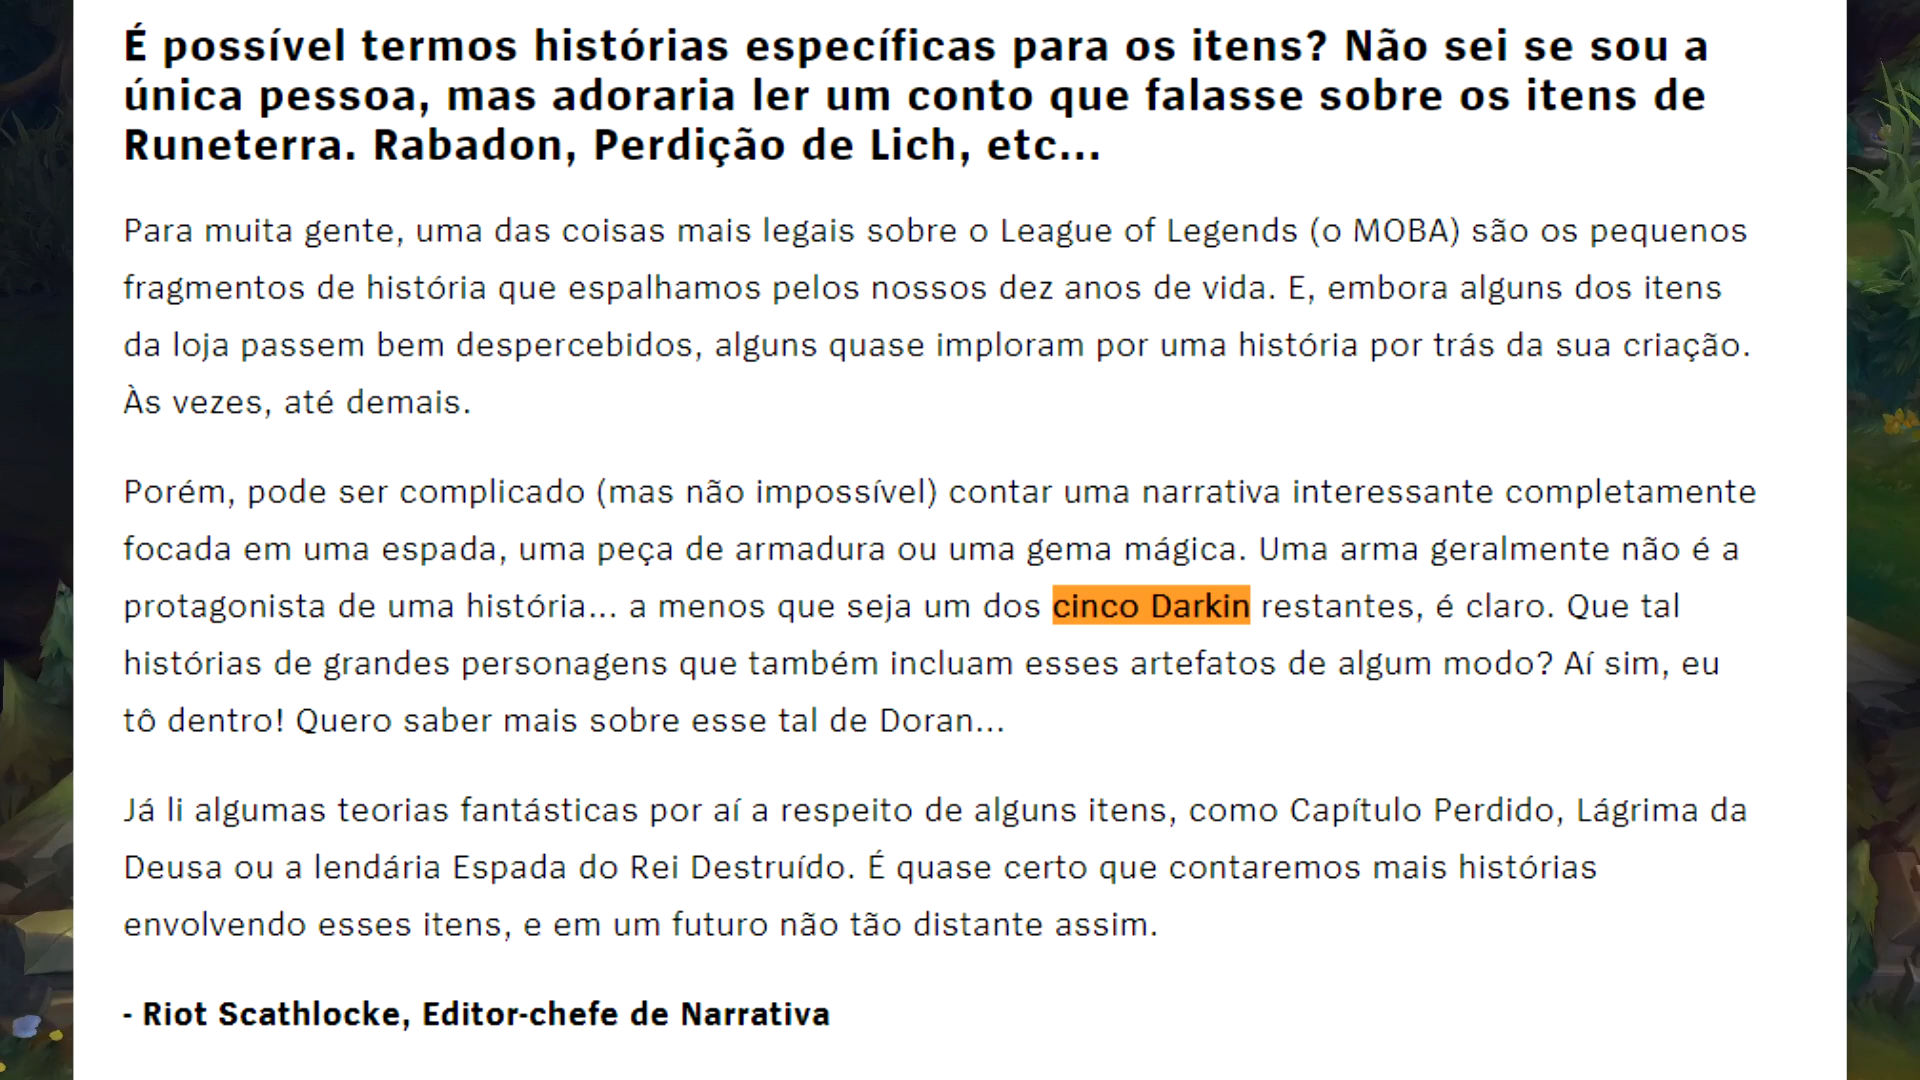 É possível termos histórias específicas para os itens? Não sei se sou a
única pessoa, mas adoraria ler um conto que falasse sobre os itens de
Runeterra. Rabadon, Perdição de Lich, etc...
Para muita gente, uma das coisas mais legais sobre o League of Legends (o MOBA) são os pequenos
fragmentos de história que espalhamos pelos nossos dez anos de vida. E, embora alguns dos itens
da loja passem bem despercebidos, alguns quase imploram por uma história por trás da sua criação.
Às vezes, até demais.
Porém, pode ser complicado (mas não impossível) contar uma narrativa interessante completamente
focada em uma espada, uma peça de armadura ou uma gema mágica. Uma arma geralmente não é a
protagonista de uma história... a menos que seja um dos cinco Darkin restantes, é claro. Que tal
histórias de grandes personagens que também incluam esses artefatos de algum modo? Aí sim, eu
tô dentro! Quero saber mais sobre esse tal de Doran...
Já li algumas teorias fantásticas por aí a respeito de alguns itens, como Capítulo Perdido, Lágrima da
Deusa ou a lendária Espada do Rei Destruído. É quase certo que contaremos mais histórias
envolvendo esses itens, e em um futuro não tão distante assim.
- Riot Scathlocke, Editor-chefe de Narrativa